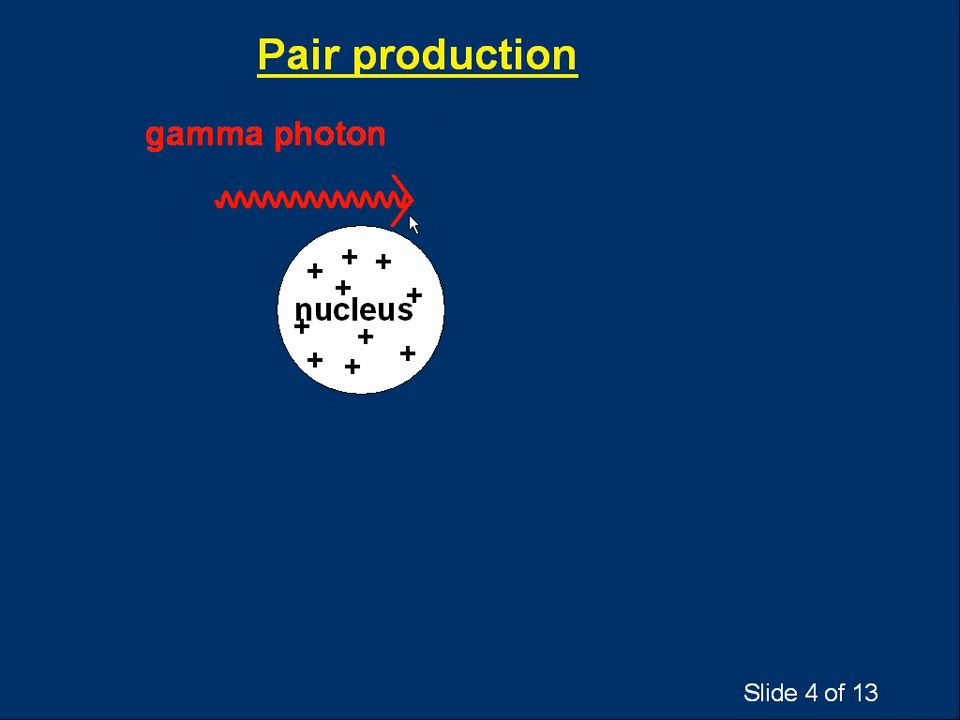 Pair production
gamma photon
+ + +
+ +
nucleus
+ +
+ + +
Slide 4 of 13